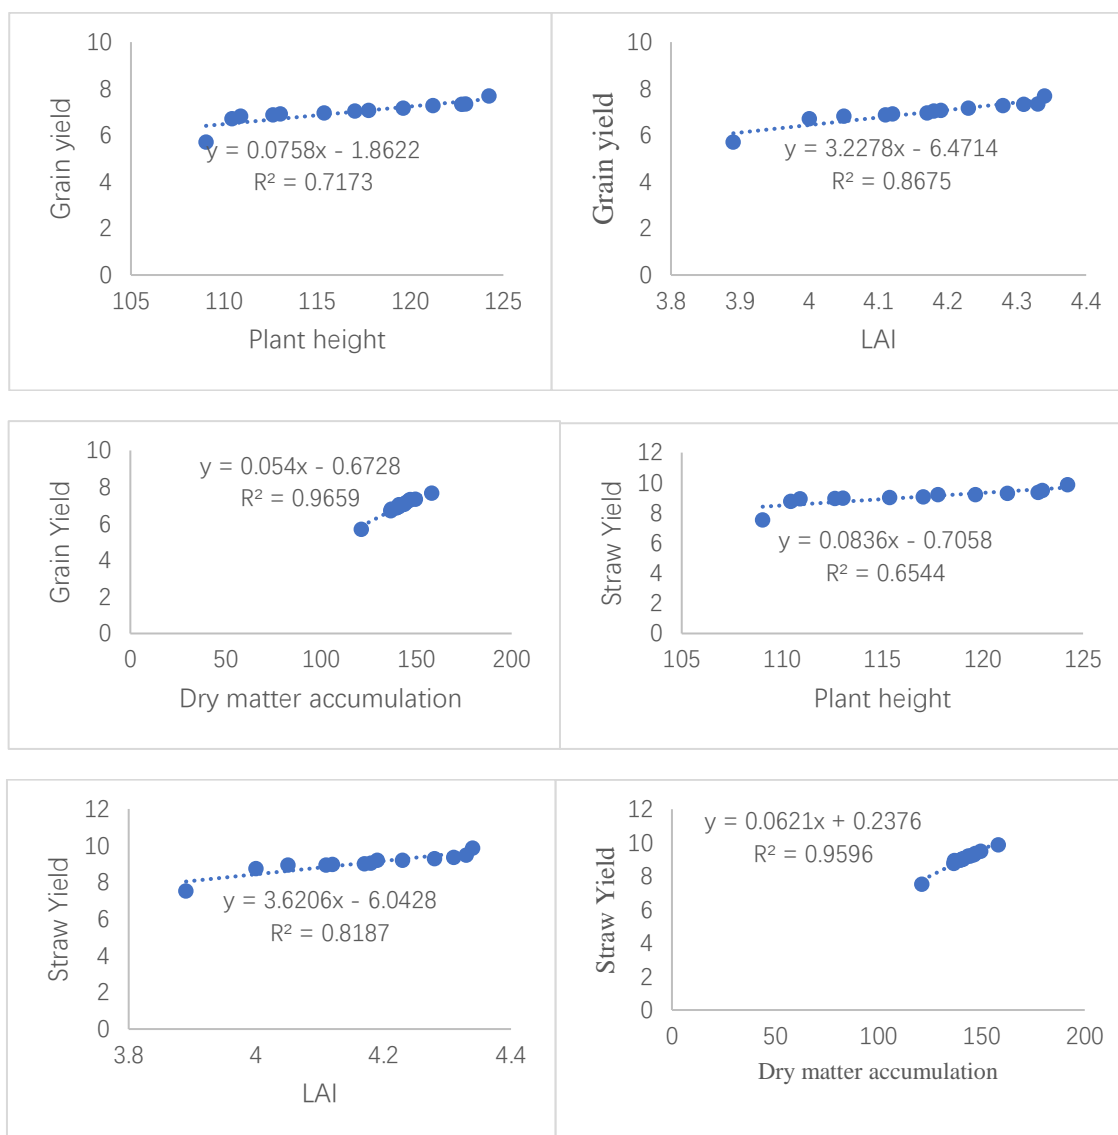 10
8
6
4
2
0
Grain yield
y = 0.0758x - 1.8622
R² = 0.7173
105 110 115 120 125
Plant height
10
8
6
4
2
0
Grain yield
y = 3.2278x - 6.4714
R² = 0.8675
3.8 3.9 4 4.1 4.2 4.3 4.4
LAI
10
8
6
4
2
0
Grain Yield
y = 0.054x - 0.6728
R² = 0.9659
0 50 100 150 200
Dry matter accumulation
12
10
8
6
4
2
0
Straw Yield
y = 0.0836x - 0.7058
R² = 0.6544
105 110 115 120 125
Plant height
12
10
8
6
4
2
0
Straw Yield
y = 3.6206x - 6.0428
R² = 0.8187
3.8 4 4.2 4.4
LAI
12
10
8
6
4
2
0
Straw Yield
y = 0.0621x + 0.2376
R² = 0.9596
0 50 100 150 200
Dry matter accumulation